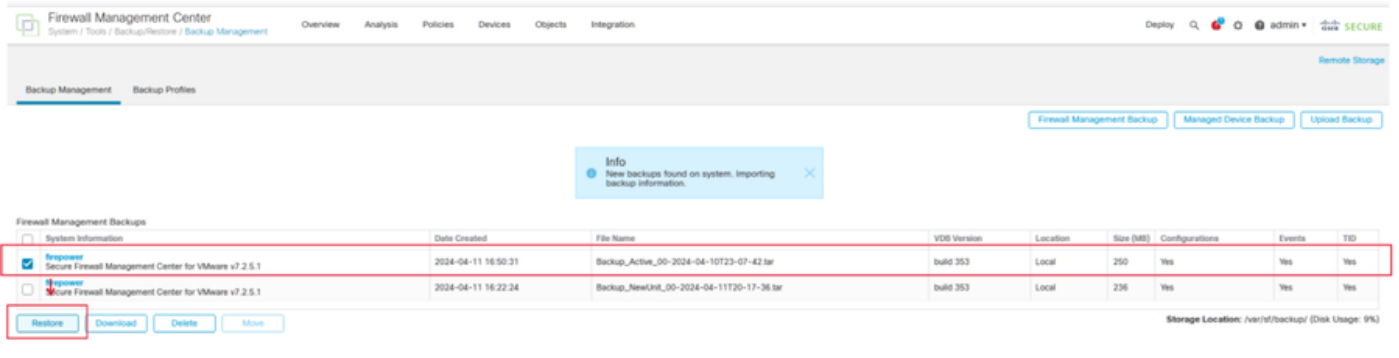 Firewall Management Center
System / Tools / Backup/Restore / Backup Management
Overview Analysis Policies Devices Objects Integration
Deploy admin SECURE
Remote Storage
Backup Management Backup Profiles
Firewall Management Backup Managed Device Backup Upload Backup
Info
New backups found on system. Importing
backup information.
Firewall Management Backups
System Information Date Created File Name VDB Version Location Size (MB) Configurations Events TID
firepower
Secure Firewall Management Center for VMware v7.2.5.1 2024-04-11 16:50:31 Backup_Active_00-2024-04-10T23-07-42.tar build 353 Local 250 Yes Yes Yes
firepower
Secure Firewall Management Center for VMware v7.2.5.1 2024-04-11 16:22:24 Backup_NewUnit_00-2024-04-11T20-17-36.tar build 353 Local 236 Yes Yes Yes
Restore Download Delete Move
Storage Location: /var/sf/backup/ (Disk Usage: 9%)